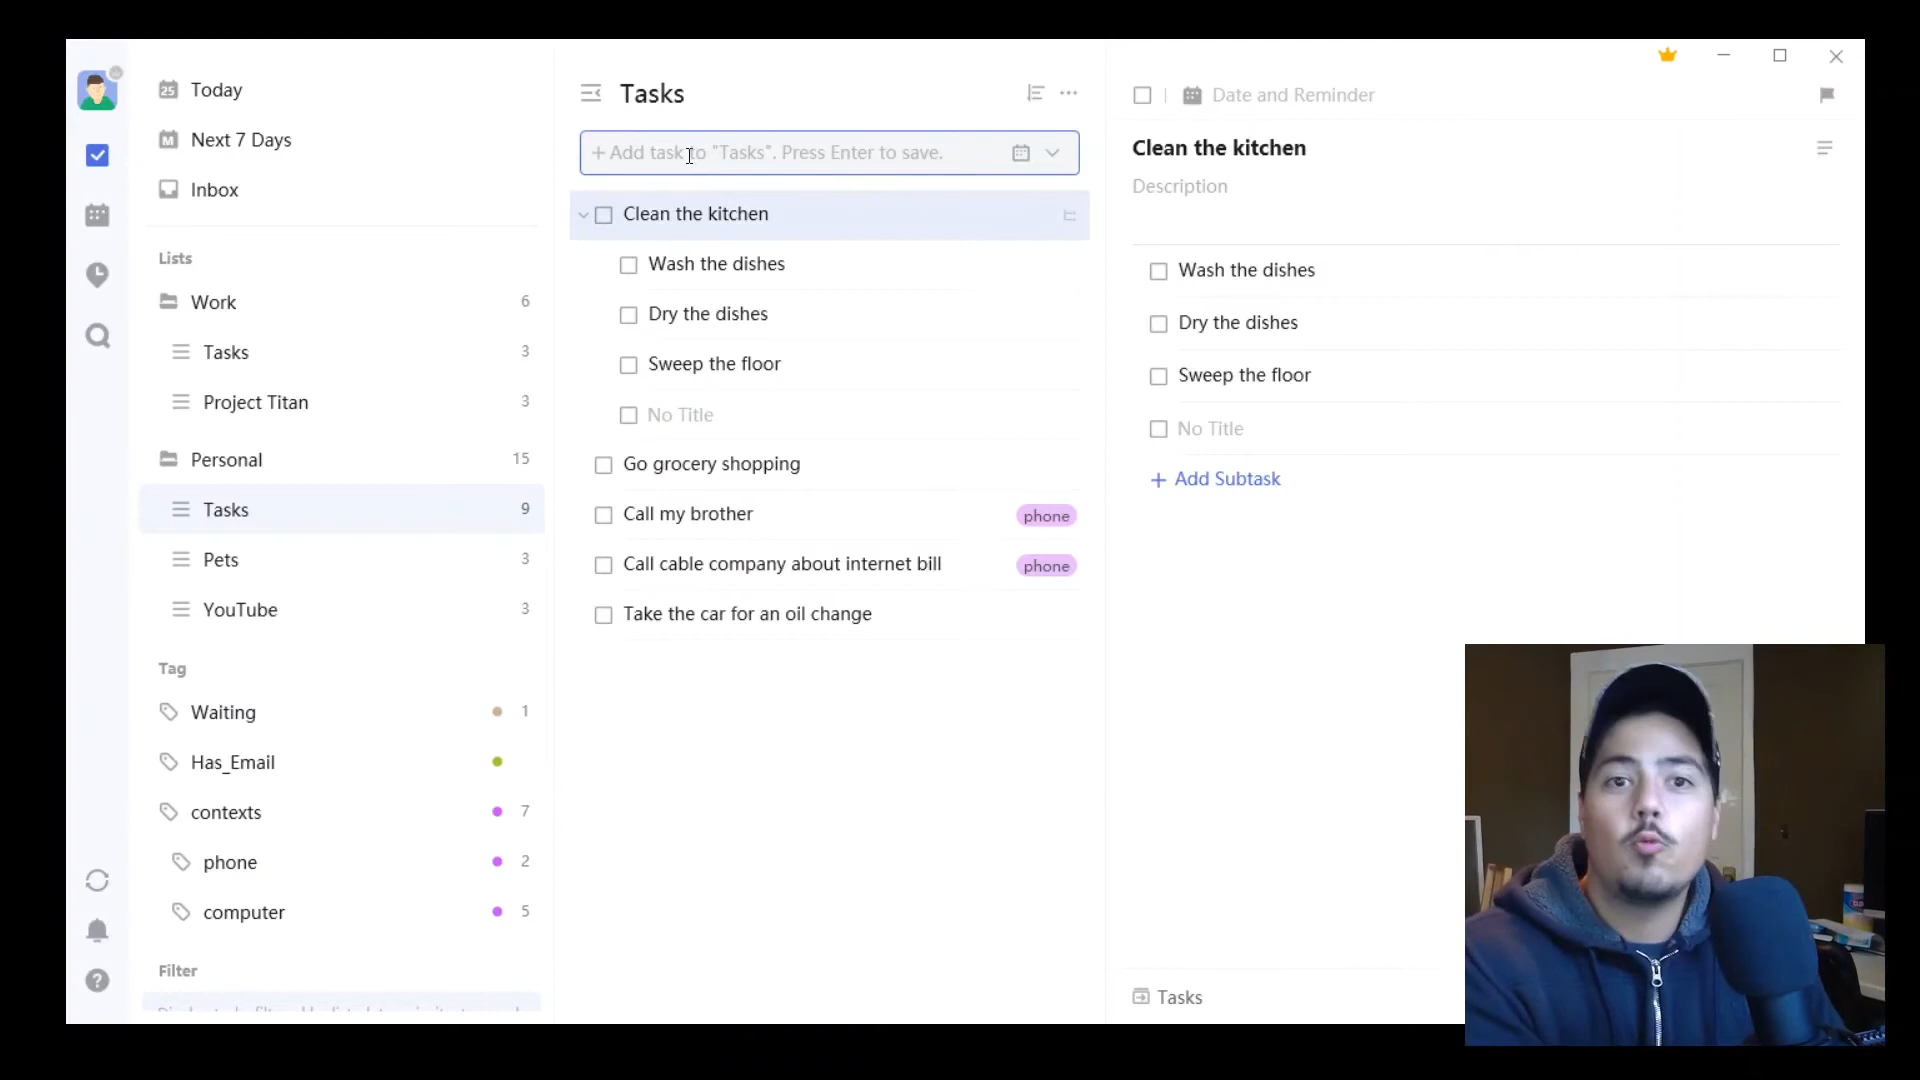 25 Today
M Next 7 Days
Inbox
Lists
Work 6
Tasks 3
Project Titan 3
Personal 15
Tasks 9
Pets 3
YouTube 3
Tag
Waiting 1
Has_Email
contexts 7
phone 2
computer 5
Filter
Tasks
+ Add task to "Tasks". Press Enter to save.
Clean the kitchen
Wash the dishes
Dry the dishes
Sweep the floor
No Title
Go grocery shopping
Call my brother phone
Call cable company about internet bill phone
Take the car for an oil change
Date and Reminder
Clean the kitchen
Description
Wash the dishes
Dry the dishes
Sweep the floor
No Title
+ Add Subtask
Tasks